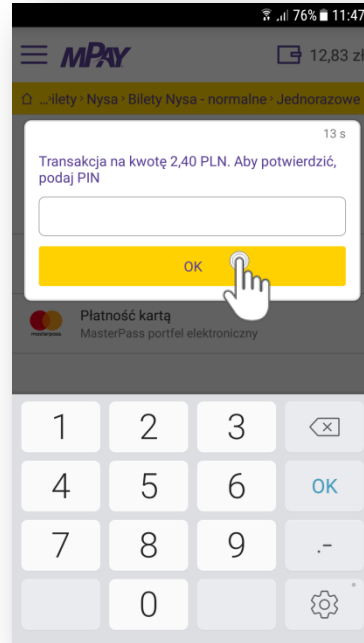 76% 11:47
mPAY 12,83 zł
...ilety › Nysa › Bilety Nysa - normalne › Jednorazowe
13 s
Transakcja na kwotę 2,40 PLN. Aby potwierdzić,
podaj PIN
OK
Płatność kartą
MasterPass portfel elektroniczny
1 2 3
4 5 6 OK
7 8 9 .-
0